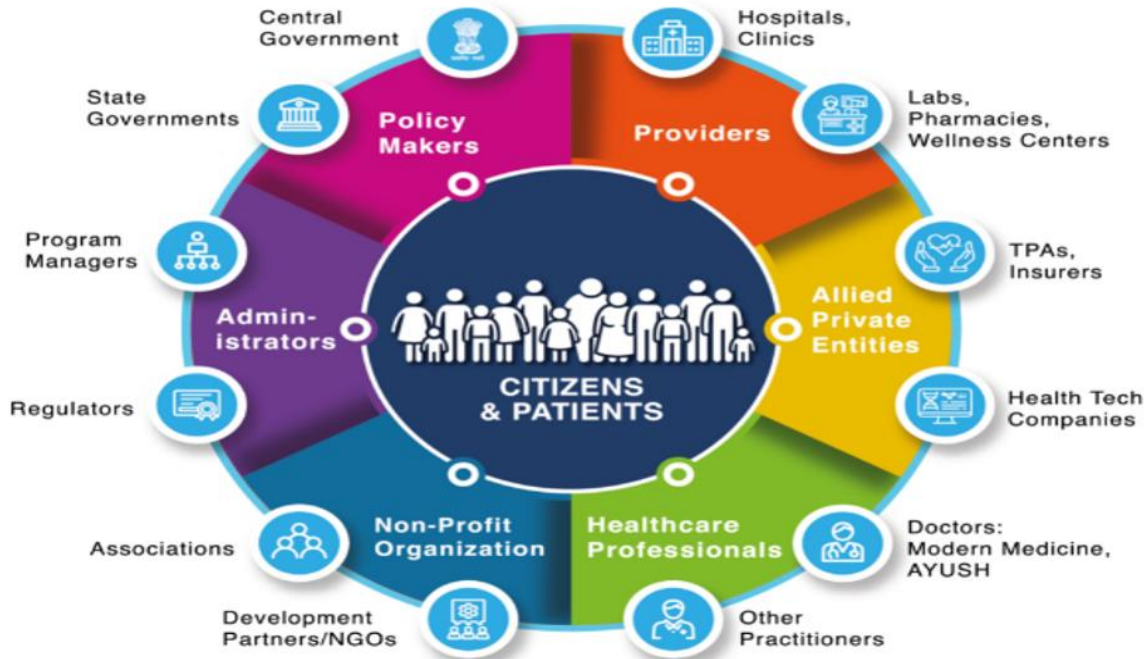 Central
Government
Hospitals,
Clinics
State
Governments
Policy
Makers
Providers
Labs,
Pharmacies,
Wellness Centers
Program
Managers
TPAs,
Insurers
Admin-
istrators
Allied
Private
Entities
CITIZENS
& PATIENTS
Regulators
Health Tech
Companies
Associations
Non-Profit
Organization
Healthcare
Professionals
Doctors:
Modern Medicine,
AYUSH
Development
Partners/NGOs
Other
Practitioners